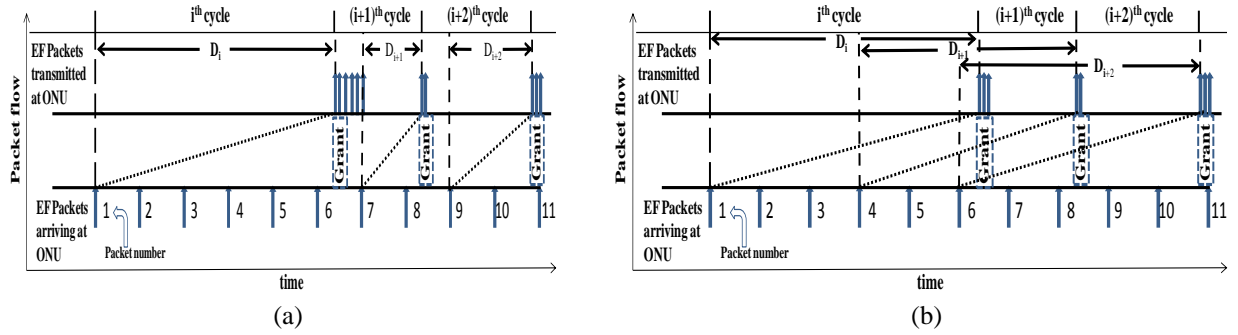 i th cycle (i+1)th cycle (i+2)th cycle
EF Packets transmitted at ONU
Di Di+1 Di+2
Packet flow
Grant Grant Grant
EF Packets arriving at ONU
1 2 3 4 5 6 7 8 9 10 11
Packet number
time
(a)
i th cycle (i+1)th cycle (i+2)th cycle
EF Packets transmitted at ONU
Di Di+1 Di+2
Packet flow
Grant Grant Grant
EF Packets arriving at ONU
1 2 3 4 5 6 7 8 9 10 11
Packet number
time
(b)